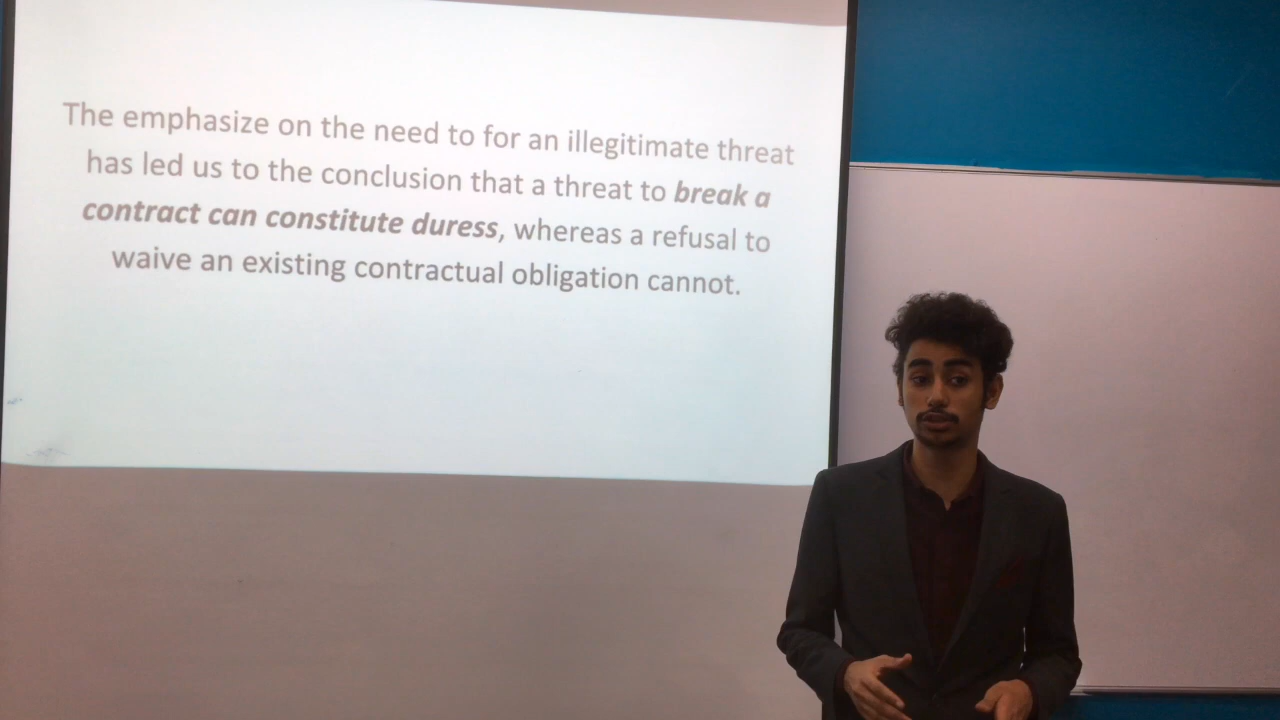 The emphasize on the need to for an illegitimate threat
has led us to the conclusion that a threat to break a
contract can constitute duress, whereas a refusal to
waive an existing contractual obligation cannot.